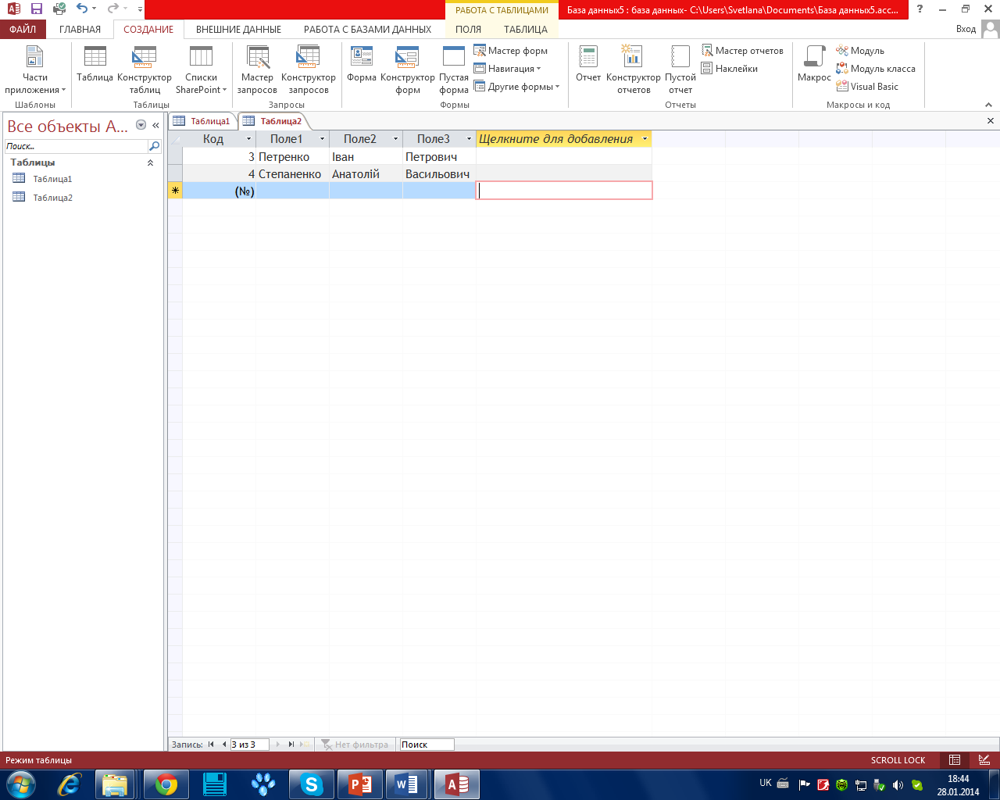 РАБОТА С ТАБЛИЦАМИ
База данных5 : база данных- C:\Users\Svetlana\Documents\База данных5.acc...
ФАЙЛ ГЛАВНАЯ СОЗДАНИЕ ВНЕШНИЕ ДАННЫЕ РАБОТА С БАЗАМИ ДАННЫХ ПОЛЯ ТАБЛИЦА Вход
Части приложения
Таблица
Конструктор таблиц
Списки SharePoint
Мастер запросов
Конструктор запросов
Форма
Конструктор форм
Пустая форма
Мастер форм
Навигация
Другие формы
Отчет
Конструктор отчетов
Пустой отчет
Мастер отчетов
Наклейки
Макрос
Модуль
Модуль класса
Visual Basic
Шаблоны Таблицы Запросы Формы Отчеты Макросы и код
Все объекты A...
Поиск...
Таблицы
Таблица1
Таблица2
Таблица1 Таблица2
Код Поле1 Поле2 Поле3 Щелкните для добавления
3 Петренко Іван Петрович
4 Степаненко Анатолій Васильович
(№)
Запись: 3 из 3 Нет фильтра Поиск
Режим таблицы SCROLL LOCK
UK
18:44
28.01.2014